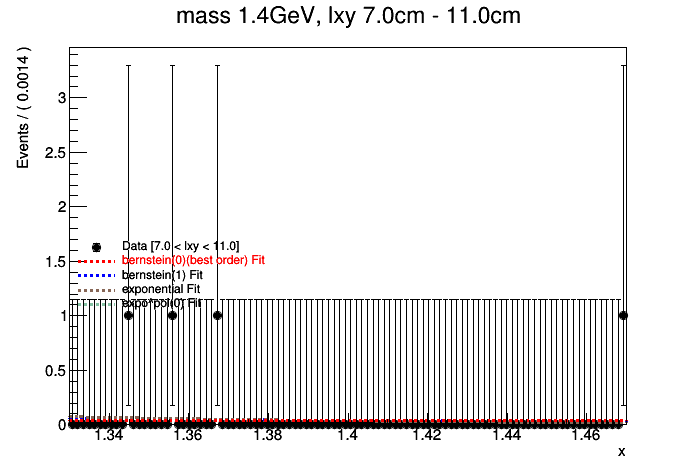 mass 1.4GeV, lxy 7.0cm - 11.0cm
Events / ( 0.0014 )
3
2.5
2
1.5
1
0.5
0
Data [7.0 < lxy < 11.0]
bernstein(0)(best order) Fit
bernstein(1) Fit
exponential Fit
expo*pol(0) Fit
1.34 1.36 1.38 1.4 1.42 1.44 1.46
x